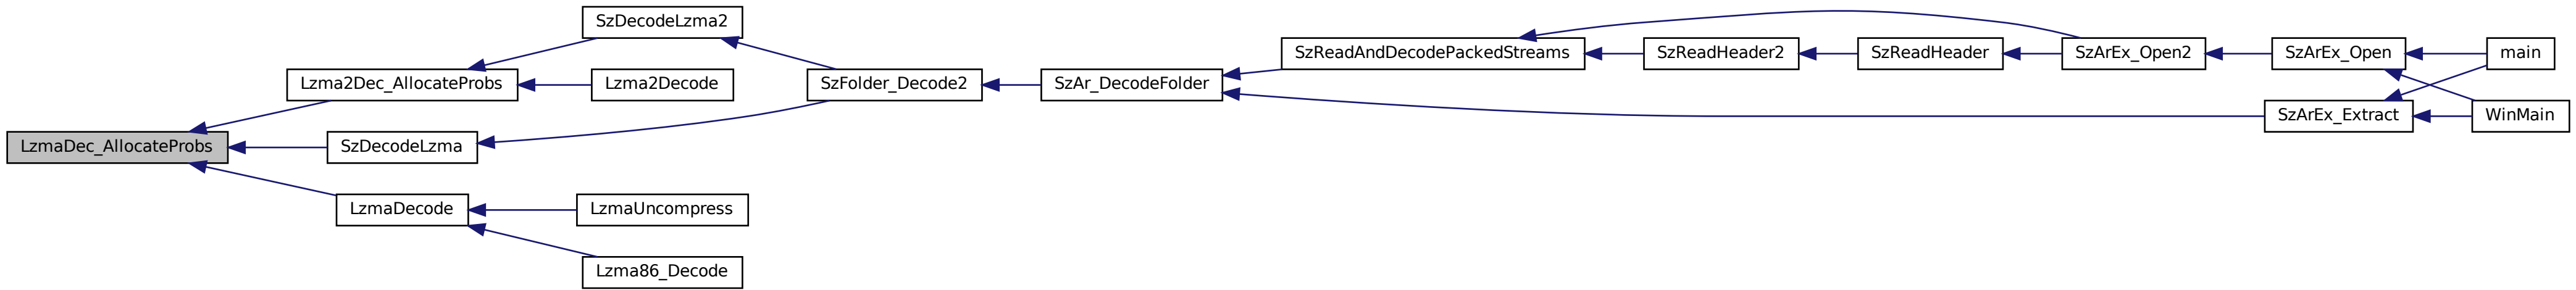 LzmaDec_AllocateProbs
Lzma2Dec_AllocateProbs
SzDecodeLzma2
Lzma2Decode
SzDecodeLzma
LzmaDecode
LzmaUncompress
Lzma86_Decode
SzFolder_Decode2
SzAr_DecodeFolder
SzReadAndDecodePackedStreams
SzReadHeader2
SzReadHeader
SzArEx_Open2
SzArEx_Open
SzArEx_Extract
main
WinMain